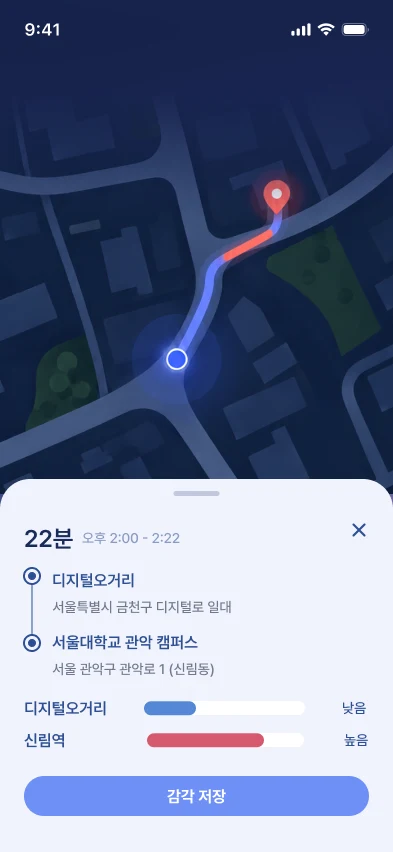 9:41
22분 오후 2:00 - 2:22
디지털오거리
서울특별시 금천구 디지털로 일대
서울대학교 관악 캠퍼스
서울 관악구 관악로 1 (신림동)
디지털오거리 낮음
신림역 높음
감각 저장